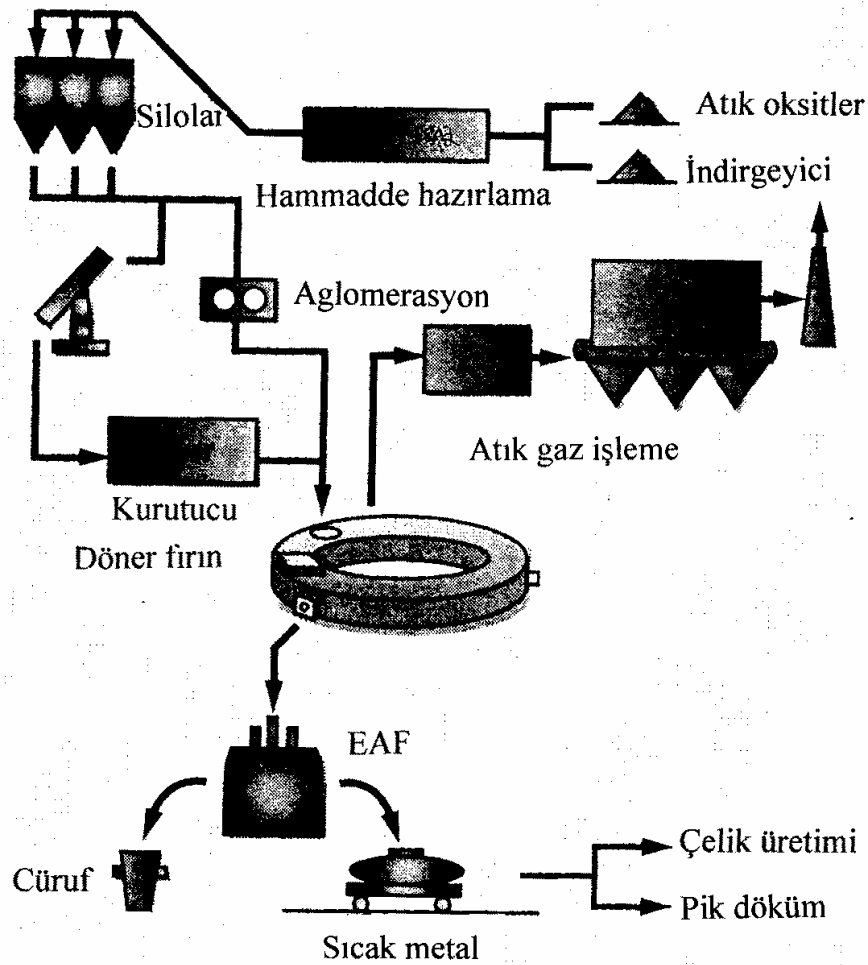 Silolar
Atık oksitler
İndirgeyici
Hammadde hazırlama
Aglomerasyon
Atık gaz işleme
Kurutucu
Döner fırın
EAF
Cüruf
Sıcak metal
Çelik üretimi
Pik döküm